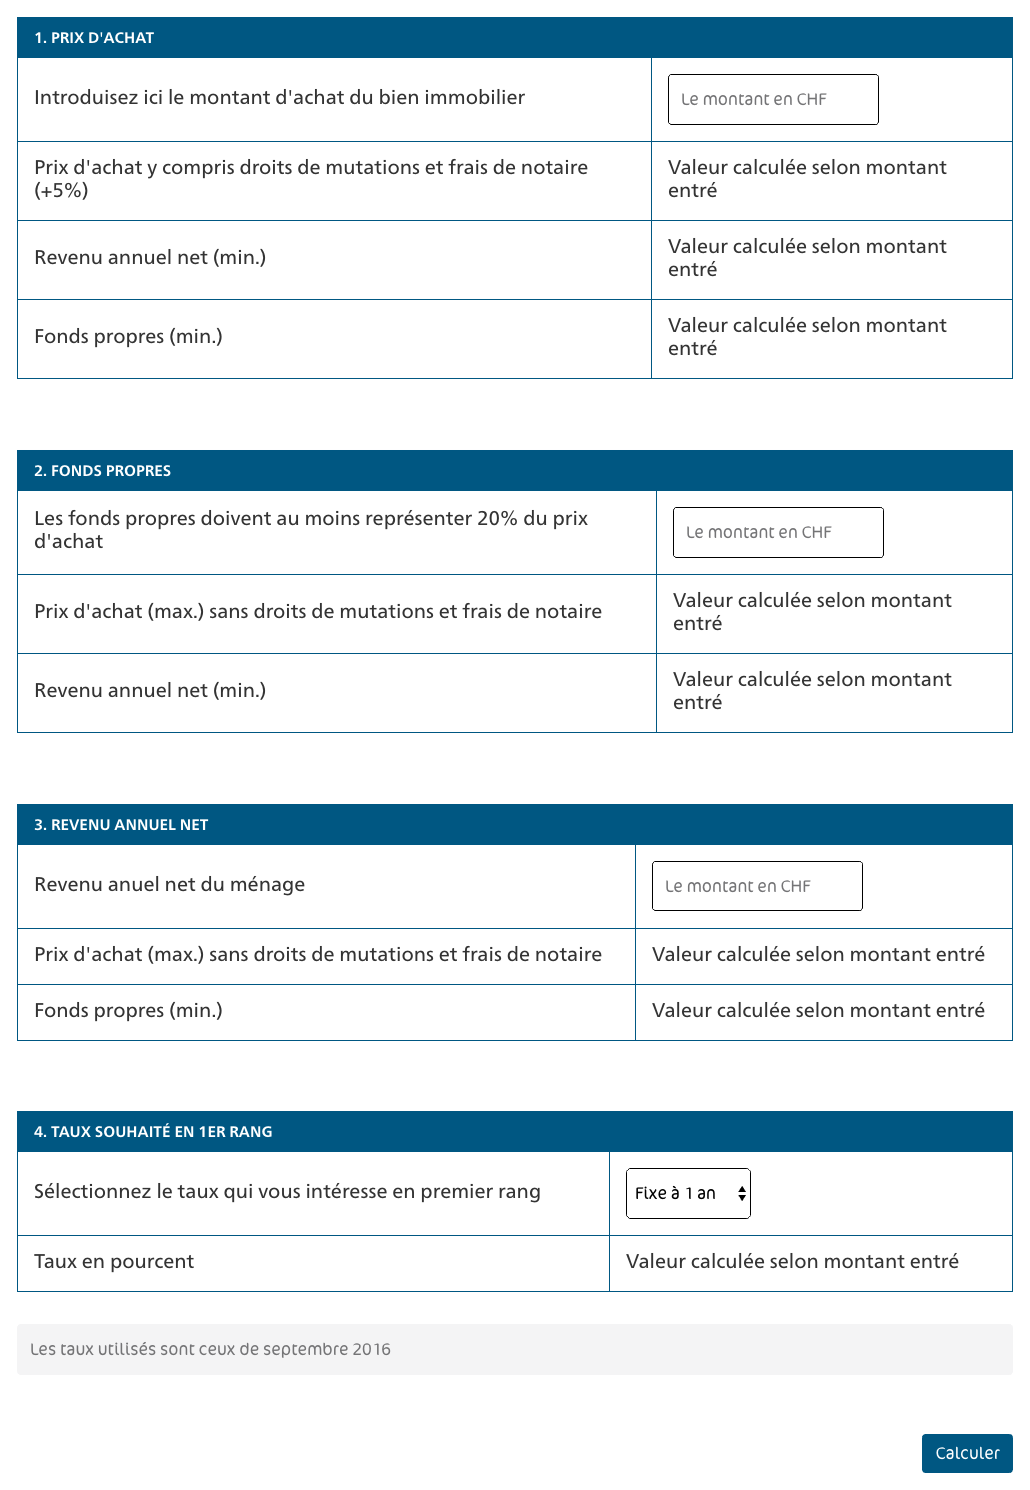 1. PRIX D'ACHAT
Introduisez ici le montant d'achat du bien immobilier
Le montant en CHF
Prix d'achat y compris droits de mutations et frais de notaire
(+5%)
Valeur calculée selon montant
entré
Revenu annuel net (min.)
Valeur calculée selon montant
entré
Fonds propres (min.)
Valeur calculée selon montant
entré
2. FONDS PROPRES
Les fonds propres doivent au moins représenter 20% du prix
d'achat
Le montant en CHF
Prix d'achat (max.) sans droits de mutations et frais de notaire
Valeur calculée selon montant
entré
Revenu annuel net (min.)
Valeur calculée selon montant
entré
3. REVENU ANNUEL NET
Revenu anuel net du ménage
Le montant en CHF
Prix d'achat (max.) sans droits de mutations et frais de notaire
Valeur calculée selon montant entré
Fonds propres (min.)
Valeur calculée selon montant entré
4. TAUX SOUHAITÉ EN 1ER RANG
Sélectionnez le taux qui vous intéresse en premier rang
Fixe à 1 an
Taux en pourcent
Valeur calculée selon montant entré
Les taux utilisés sont ceux de septembre 2016
Calculer